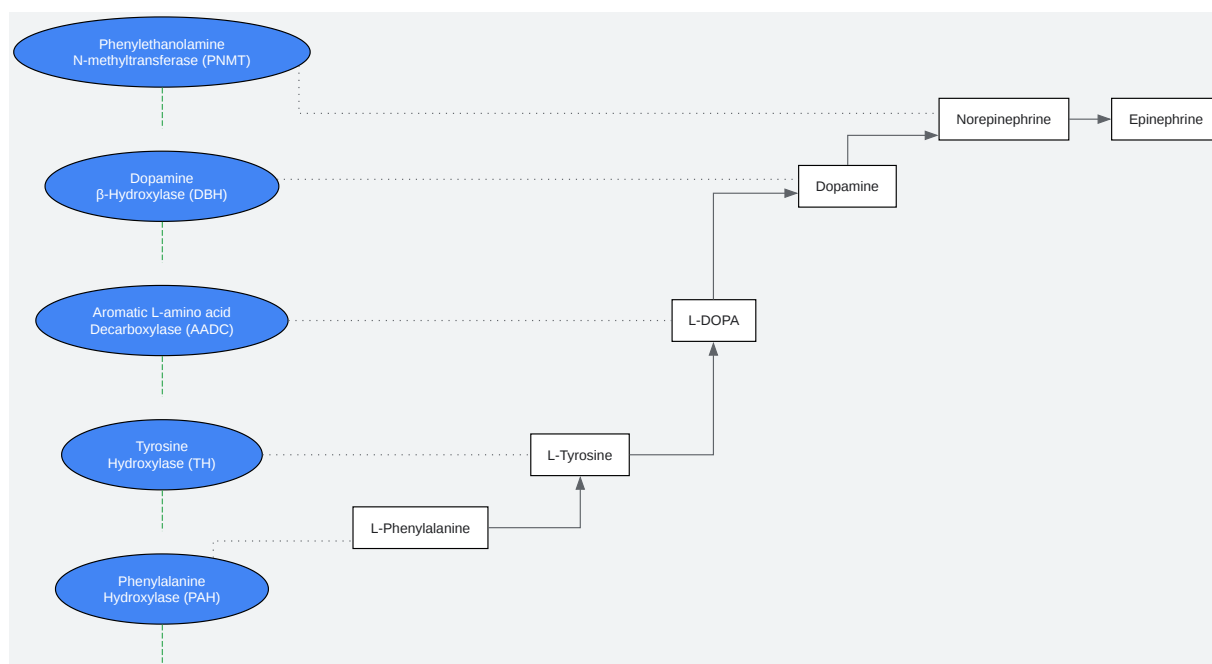 Phenylethanolamine
N-methyltransferase (PNMT)
Norepinephrine
Epinephrine
Dopamine
β-Hydroxylase (DBH)
Dopamine
Aromatic L-amino acid
Decarboxylase (AADC)
L-DOPA
Tyrosine
Hydroxylase (TH)
L-Tyrosine
L-Phenylalanine
Phenylalanine
Hydroxylase (PAH)